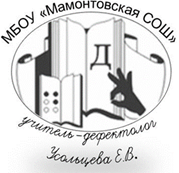 МБОУ «Мамонтовская СОШ»
Д
учитель-дефектолог
Усольцева Е.В.